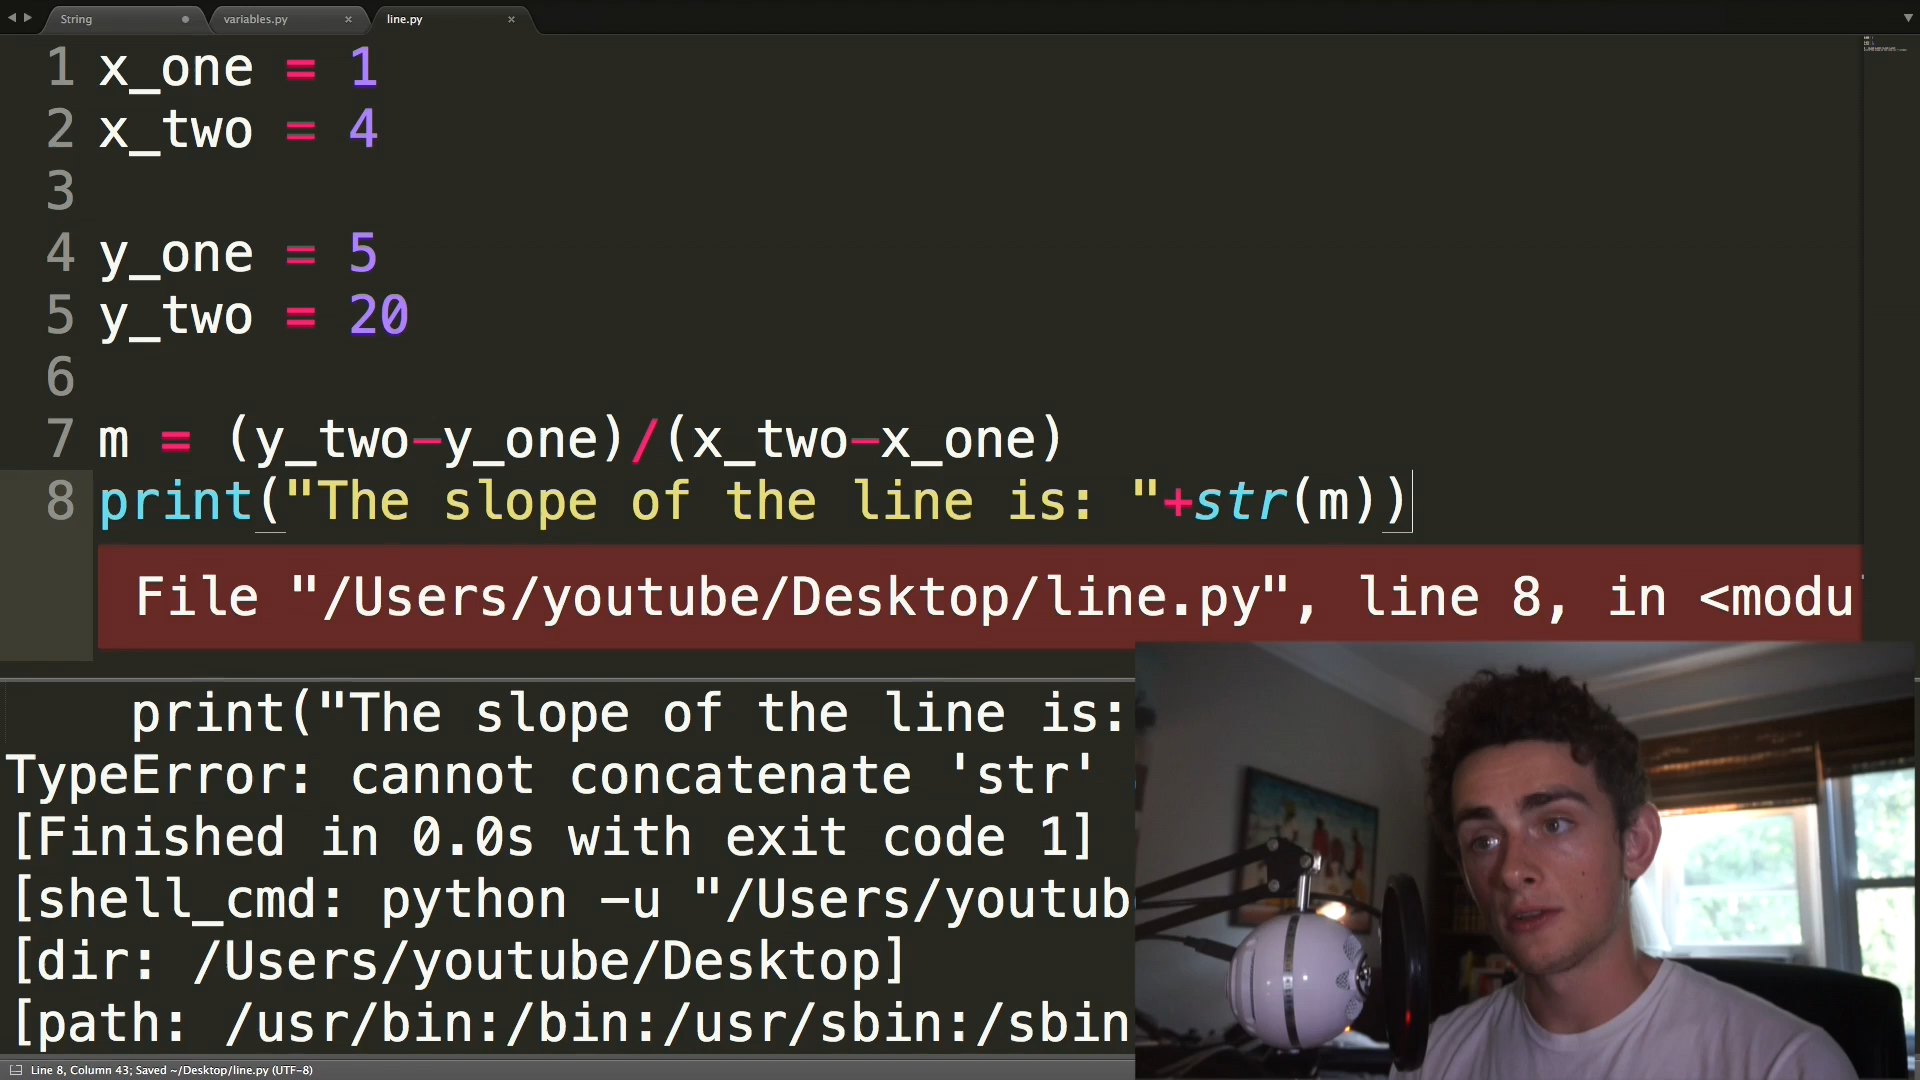 String
variables.py
line.py
1 x_one = 1
2 x_two = 4
3
4 y_one = 5
5 y_two = 20
6
7 m = (y_two-y_one)/(x_two-x_one)
8 print("The slope of the line is: "+str(m))
File "/Users/youtube/Desktop/line.py", line 8, in <modu
print("The slope of the line is:
TypeError: cannot concatenate 'str'
[Finished in 0.0s with exit code 1]
[shell_cmd: python -u "/Users/youtub
[dir: /Users/youtube/Desktop]
[path: /usr/bin:/bin:/usr/sbin:/sbin
Line 8, Column 43; Saved ~/Desktop/line.py (UTF-8)